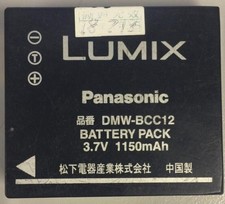 LUMIX
Panasonic
品番 DMW-BCC12
BATTERY PACK
3.7V 1150mAh
松下電器産業株式会社 中国製